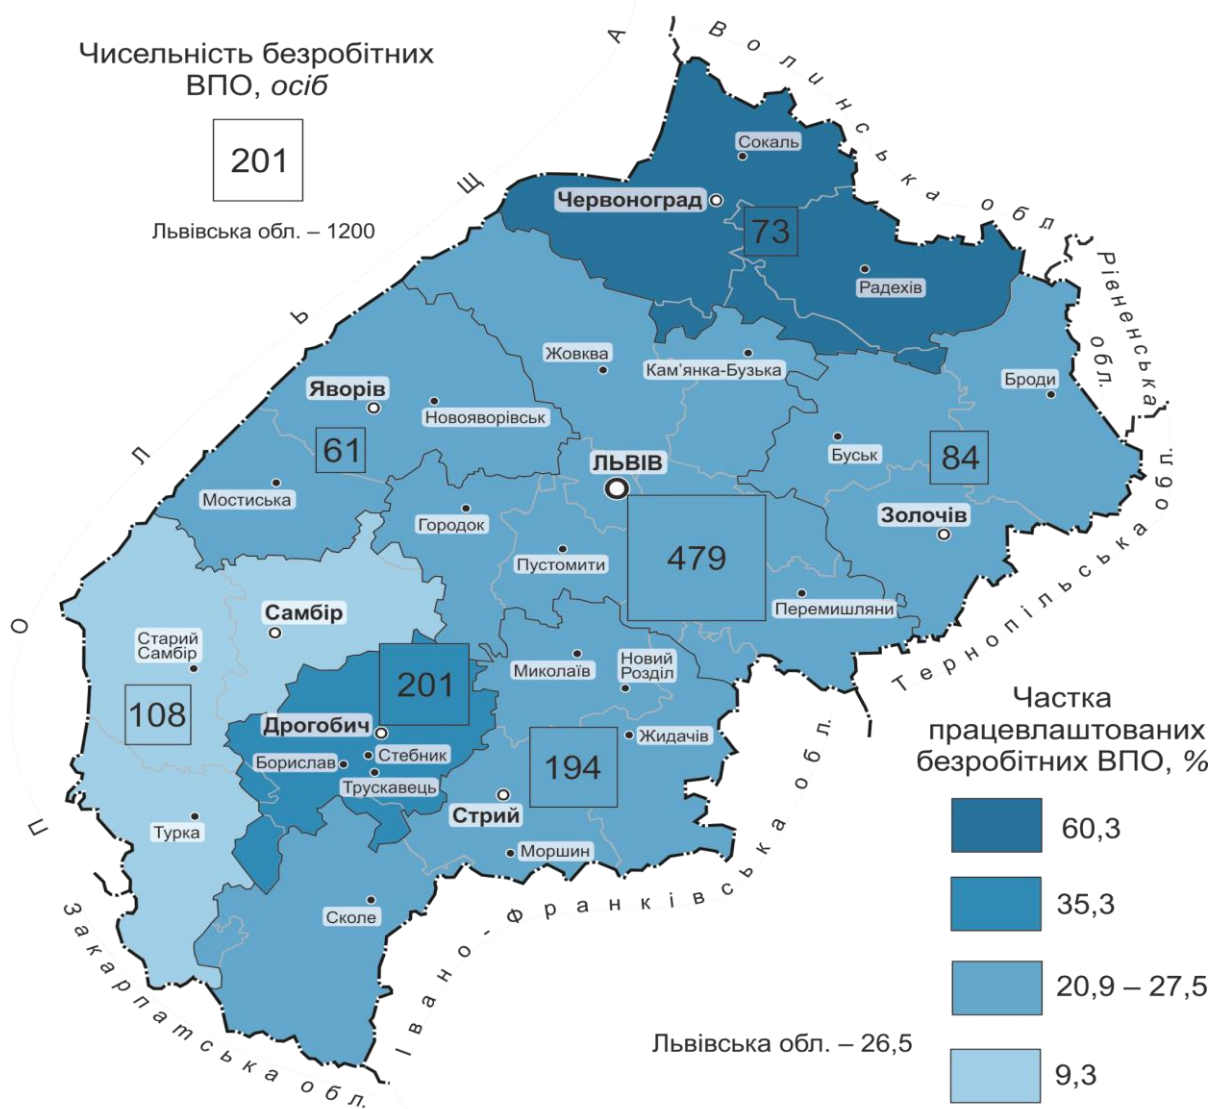 Чисельність безробітних
ВПО, осіб
201
Львівська обл. – 1200
ПОЛЬЩА
Волинська обл.
Рівненська
обл.
Сокаль
Червоноград
73
Радехів
Жовква
Кам’янка-Бузька
Броди
Яворів
Новояворівськ
61
ЛЬВІВ
Буськ
84
Мостиська
Городок
Золочів
Пустомити
479
Перемишляни
Тернопільська обл.
Самбір
Старий
Самбір
Миколаїв
Новий
Розділ
201
108
Дрогобич
Жидачів
Стебник
Борислав
Трускавець
194
Стрий
Турка
Моршин
Сколе
Закарпатська обл.
Івано-Франківська обл.
Частка
працевлаштованих
безробітних ВПО, %
60,3
35,3
20,9 – 27,5
Львівська обл. – 26,5
9,3